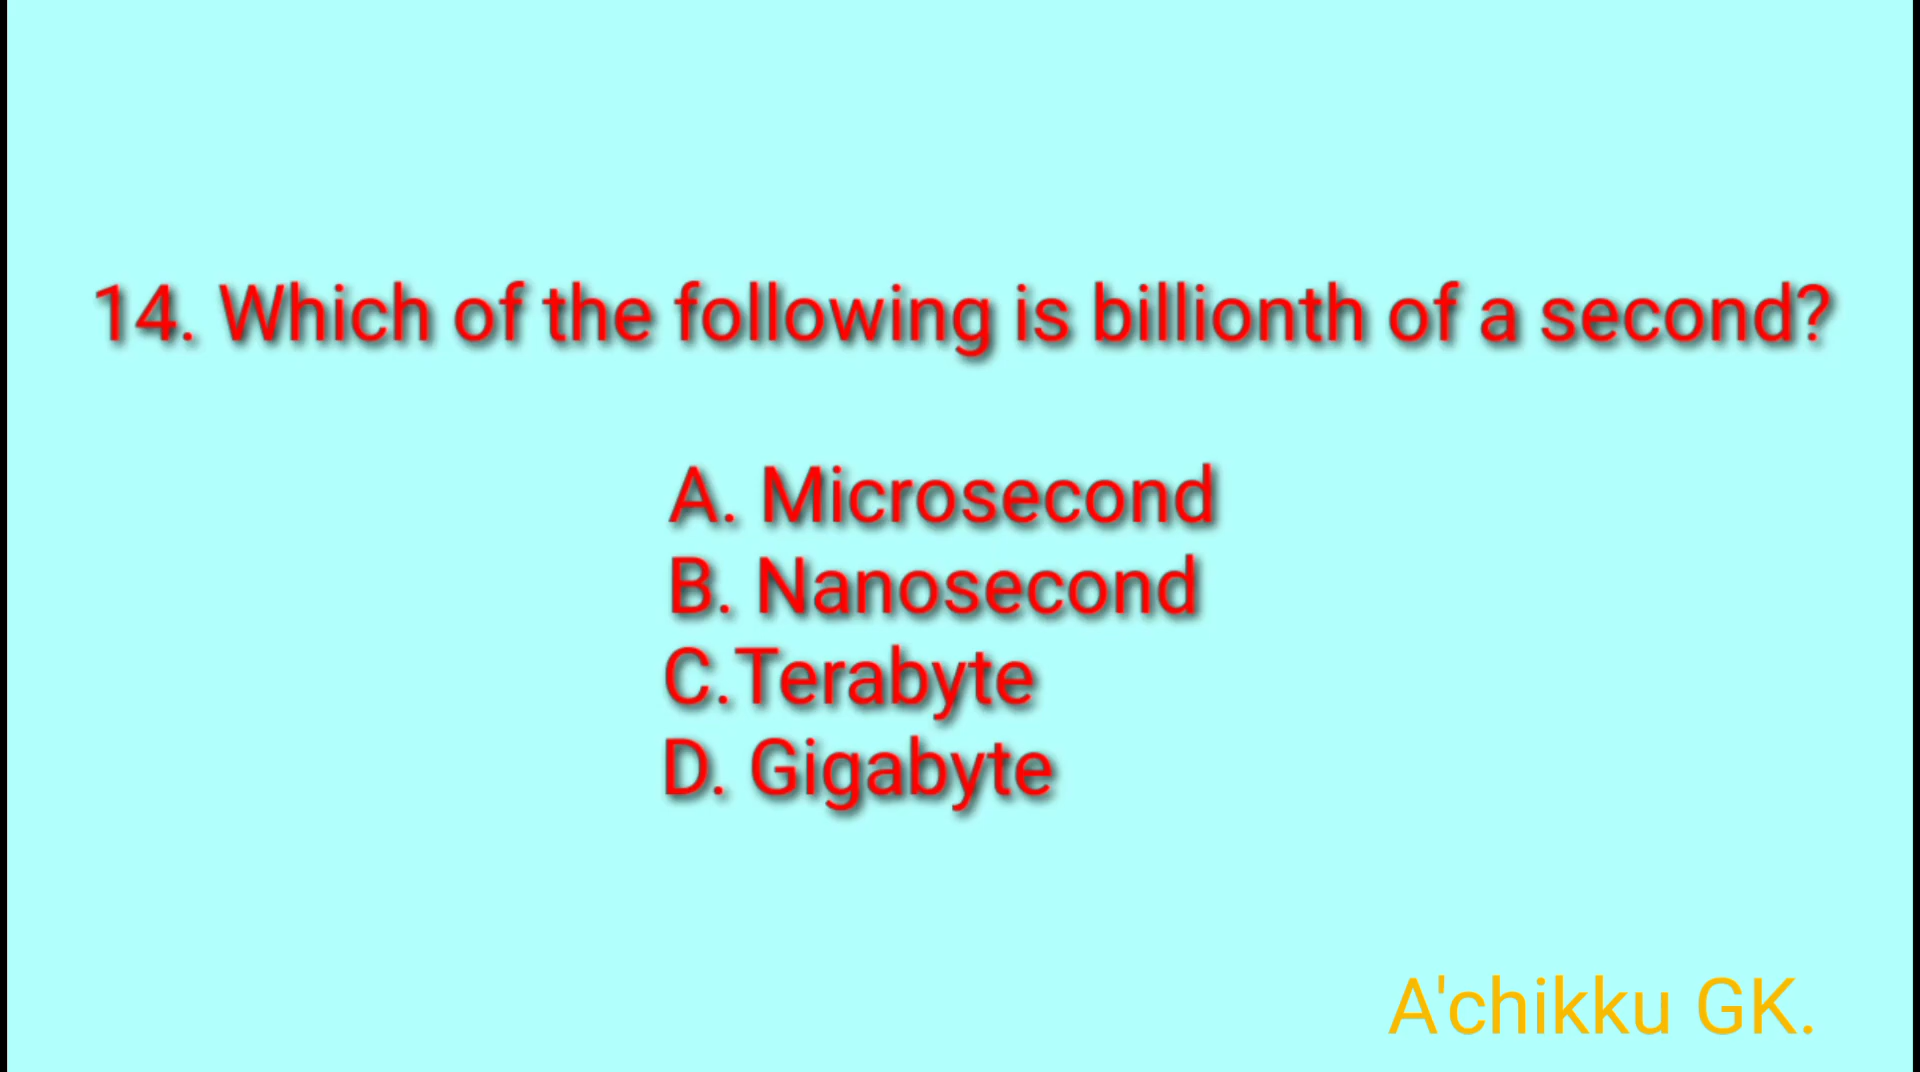 14. Which of the following is billionth of a second?
A. Microsecond
B. Nanosecond
C.Terabyte
D. Gigabyte
A'chikku GK.